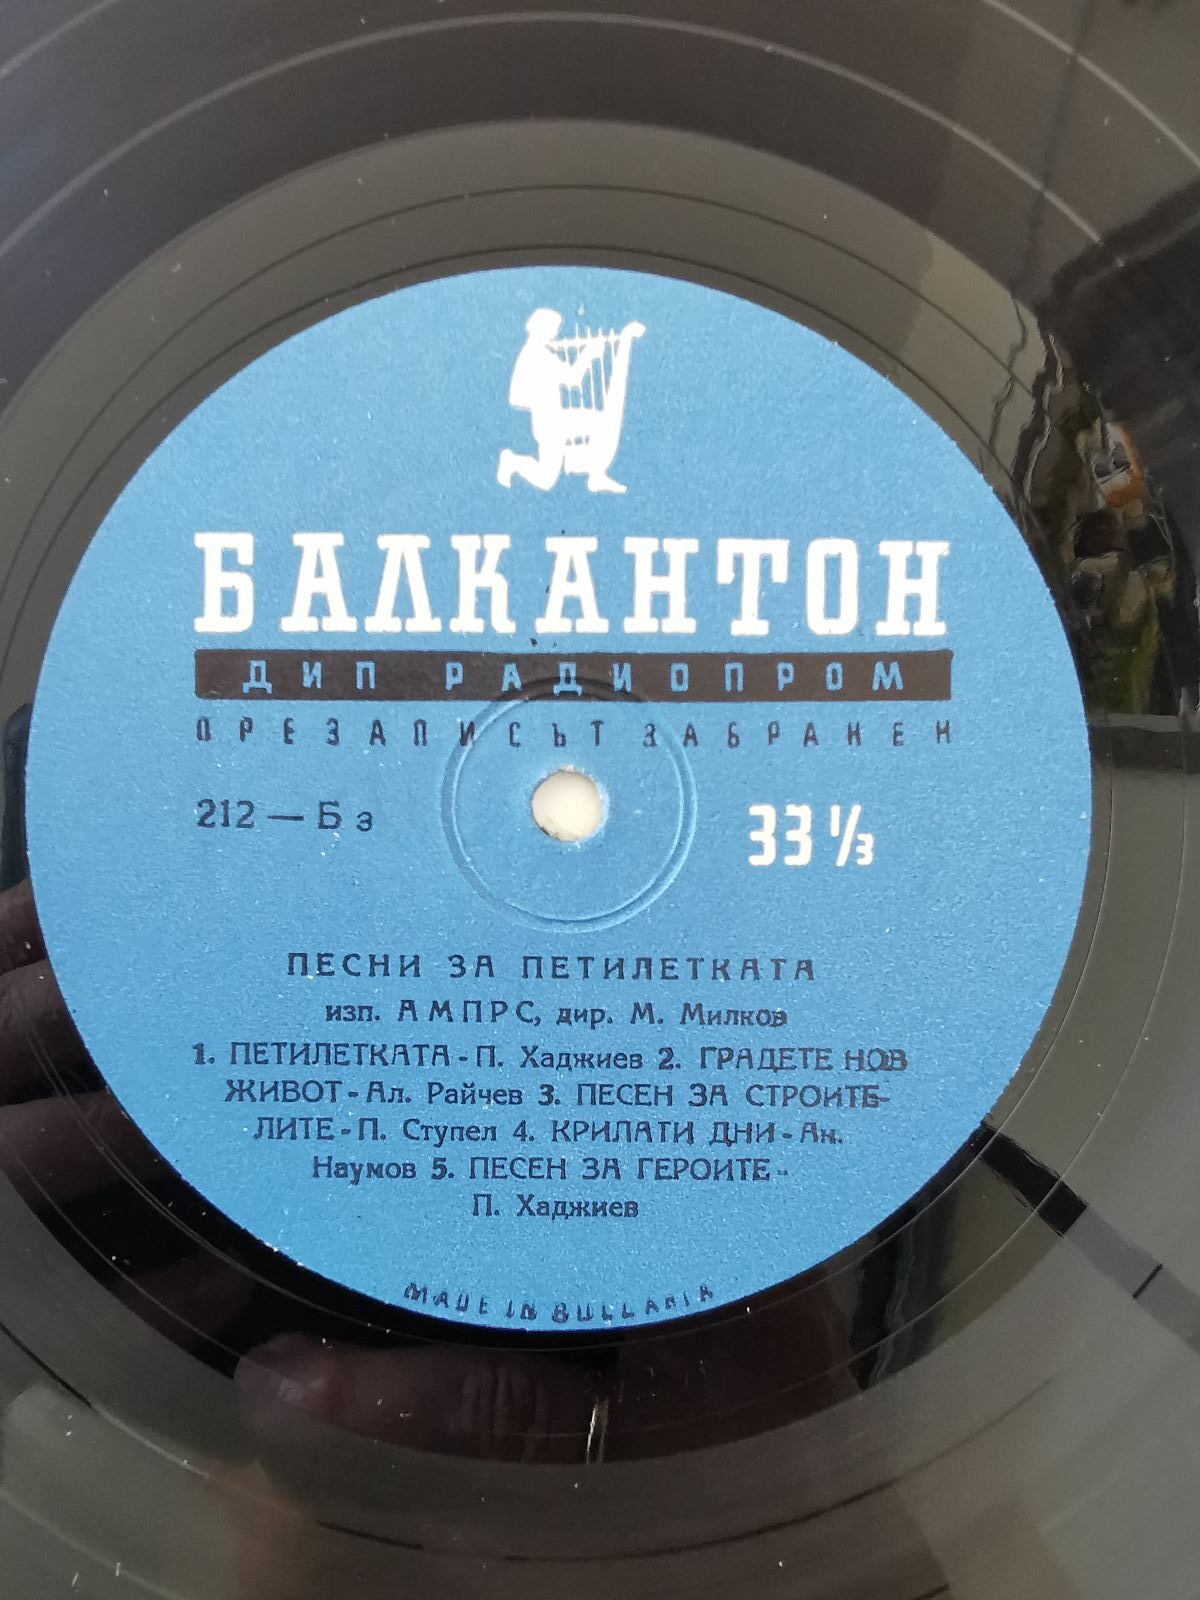 БАЛКАНТОН
ДИП РАДИОПРОМ
ПРЕЗАПИСЪТ ЗАБРАНЕН
212 — Б з
33 1/3
ПЕСНИ ЗА ПЕТИЛЕТКАТА
изп. АМПРС, дир. М. Милков
1. ПЕТИЛЕТКАТА - П. Хаджиев 2. ГРАДЕТЕ НОВ
ЖИВОТ - Ал. Райчев 3. ПЕСЕН ЗА СТРОИТЕ-
ЛИТЕ - П. Ступел 4. КРИЛАТИ ДНИ - Ан.
Наумов 5. ПЕСЕН ЗА ГЕРОИТЕ -
П. Хаджиев
MADE IN BULGARIA